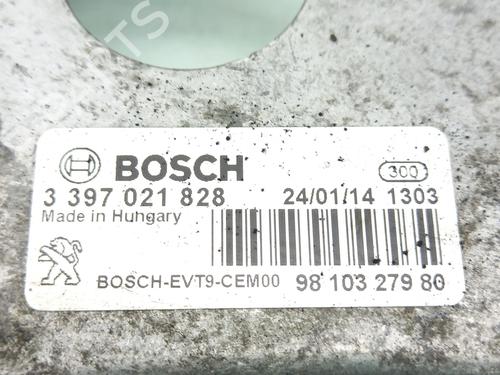 BOSCH
300
3 397 021 828 24/01/14 1303
Made in Hungary
BOSCH-EVT9-CEM00 98 103 279 80